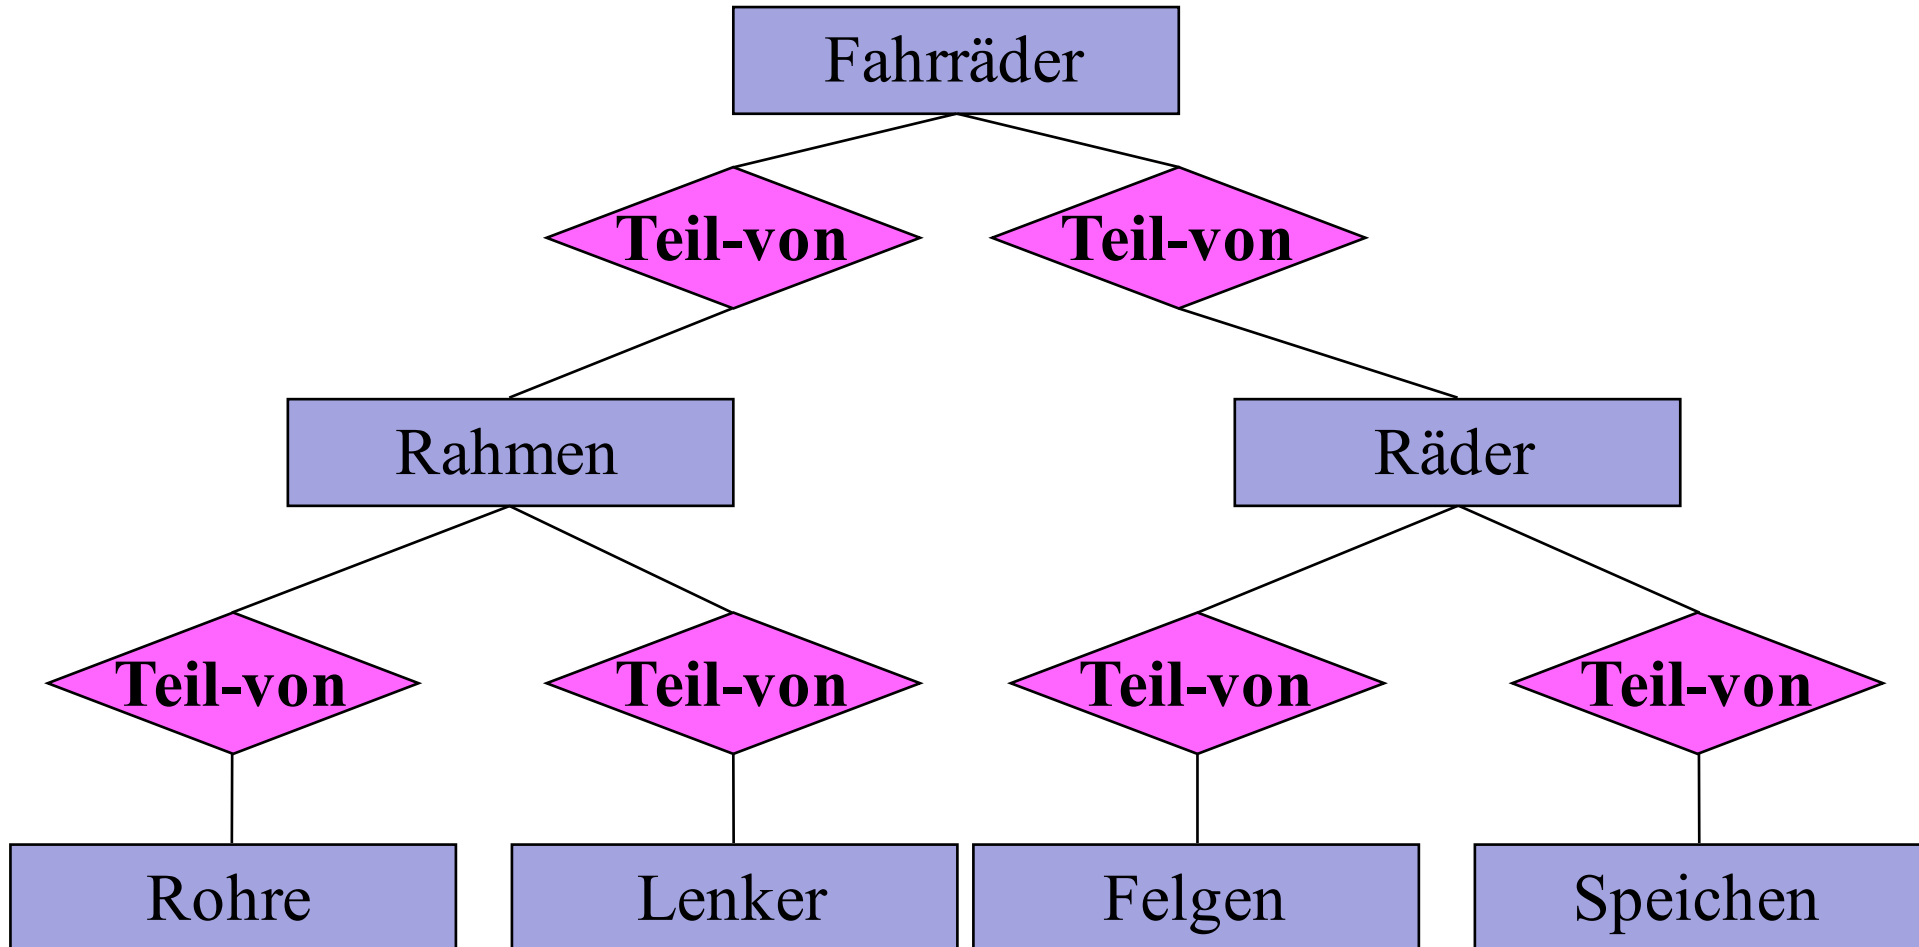 Fahrräder
Teil-von Teil-von
Rahmen Räder
Teil-von Teil-von Teil-von Teil-von
Rohre Lenker Felgen Speichen